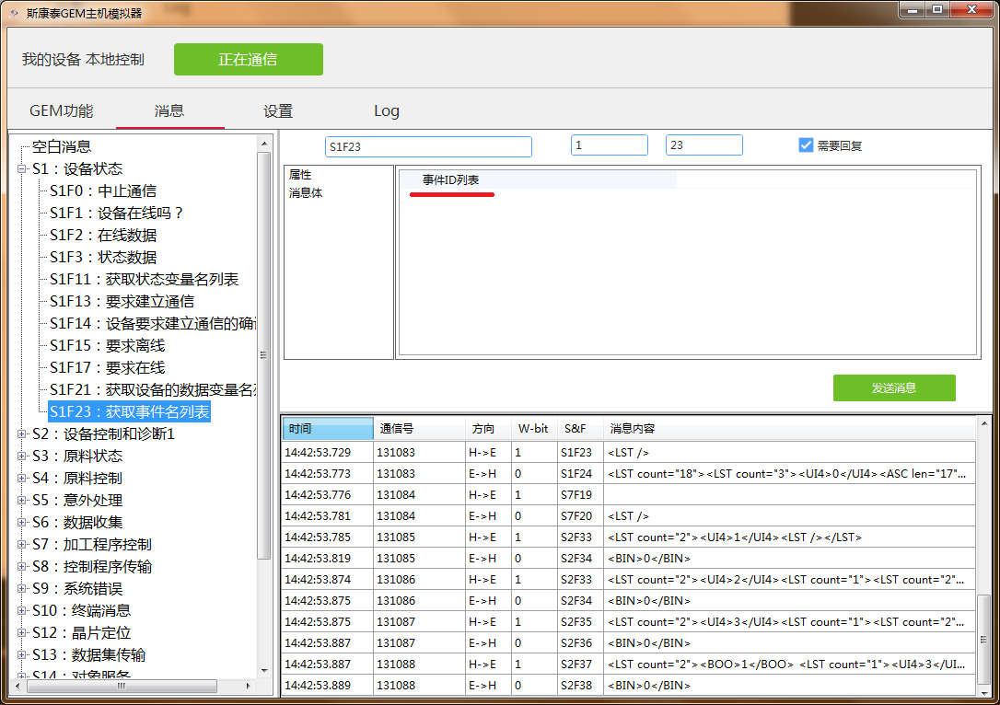 斯康泰GEM主机模拟器
我的设备 本地控制 正在通信
GEM功能 消息 设置 Log
空白消息
S1：设备状态
S1F0：中止通信
S1F1：设备在线吗？
S1F2：在线数据
S1F3：状态数据
S1F11：获取状态变量名列表
S1F13：要求建立通信
S1F14：设备要求建立通信的确
S1F15：要求离线
S1F17：要求在线
S1F21：获取设备的数据变量名
S1F23：获取事件名列表
S2：设备控制和诊断1
S3：原料状态
S4：原料控制
S5：意外处理
S6：数据收集
S7：加工程序控制
S8：控制程序传输
S9：系统错误
S10：终端消息
S12：晶片定位
S13：数据集传输
S14：对象服务
S1F23 1 23 需要回复
属性
消息体
事件ID列表
发送消息
时间 通信号 方向 W-bit S&F 消息内容
14:42:53.729 131083 H->E 1 S1F23 <LST />
14:42:53.773 131083 E->H 0 S1F24 <LST count="18"><LST count="3"><UI4>0</UI4><ASC len="17"...
14:42:53.776 131084 H->E 1 S7F19
14:42:53.781 131084 E->H 0 S7F20 <LST />
14:42:53.785 131085 H->E 1 S2F33 <LST count="2"><UI4>1</UI4><LST /></LST>
14:42:53.819 131085 E->H 0 S2F34 <BIN>0</BIN>
14:42:53.874 131086 H->E 1 S2F33 <LST count="2"><UI4>2</UI4><LST count="1"><LST count="2"...
14:42:53.875 131086 E->H 0 S2F34 <BIN>0</BIN>
14:42:53.875 131087 H->E 1 S2F35 <LST count="2"><UI4>3</UI4><LST count="1"><LST count="2"...
14:42:53.887 131087 E->H 0 S2F36 <BIN>0</BIN>
14:42:53.887 131088 H->E 1 S2F37 <LST count="2"><BOO>1</BOO> <LST count="1"><UI4>3</UI...
14:42:53.889 131088 E->H 0 S2F38 <BIN>0</BIN>